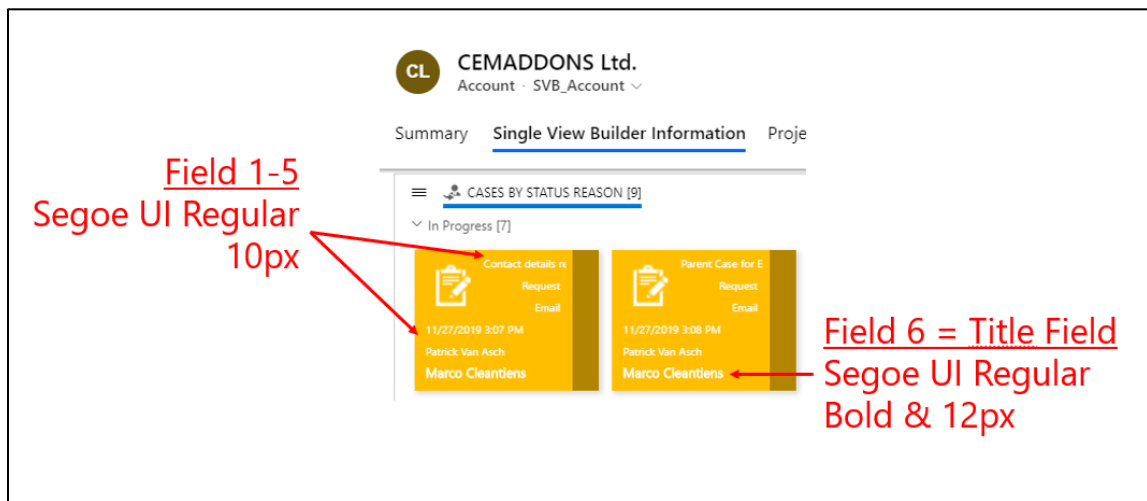 CL
CEMADDONS Ltd.
Account · SVB_Account
Summary Single View Builder Information Proje
Field 1-5
Segoe UI Regular
10px
CASES BY STATUS REASON [9]
In Progress [7]
Contact details re
Request
Email
11/27/2019 3:07 PM
Patrick Van Asch
Marco Cleantiens
Parent Case for E
Request
Email
11/27/2019 3:08 PM
Patrick Van Asch
Marco Cleantiens
Field 6 = Title Field
Segoe UI Regular
Bold & 12px